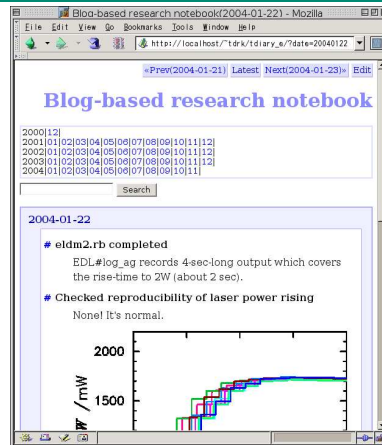 Blog-based research notebook(2004-01-22) - Mozilla
File Edit View Go Bookmarks Tools Window Help
http://localhost/~tdrk/tdiary_e/?date=20040122
«Prev(2004-01-21) Latest Next(2004-01-23)» Edit
Blog-based research notebook
2000|12|
2001|01|02|03|04|05|06|07|08|09|10|11|12|
2002|01|02|03|04|05|06|07|08|09|10|11|12|
2003|01|02|03|04|05|06|07|08|09|10|11|12|
2004|01|02|03|04|05|06|07|08|09|10|11|
Search
2004-01-22
# eldm2.rb completed
EDL#log_ag records 4-sec-long output which covers
the rise-time to 2W (about 2 sec).
# Checked reproducibility of laser power rising
None! It's normal.
2000
1500
W /mW